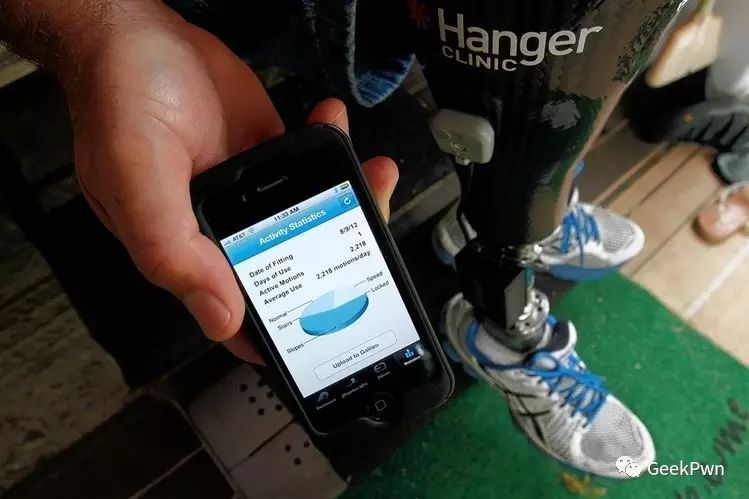 Hanger
CLINIC
AT&T 11:33 AM
Activity Statistics
Date of Fitting 8/9/12
Days of Use 1
Active Motions 2,218
Average Use 2,218 motions/day
Speed
Normal
Locked
Stairs
Slopes
Upload to Galileo
Dashboard
GeekPwn